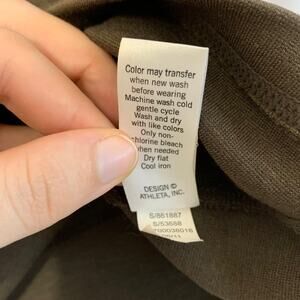 Color may transfer
when new wash
before wearing
Machine wash cold
gentle cycle
Wash and dry
with like colors
Only non-
chlorine bleach
when needed
Dry flat
Cool iron
DESIGN ©
ATHLETA, INC.
S/861887
S/53688